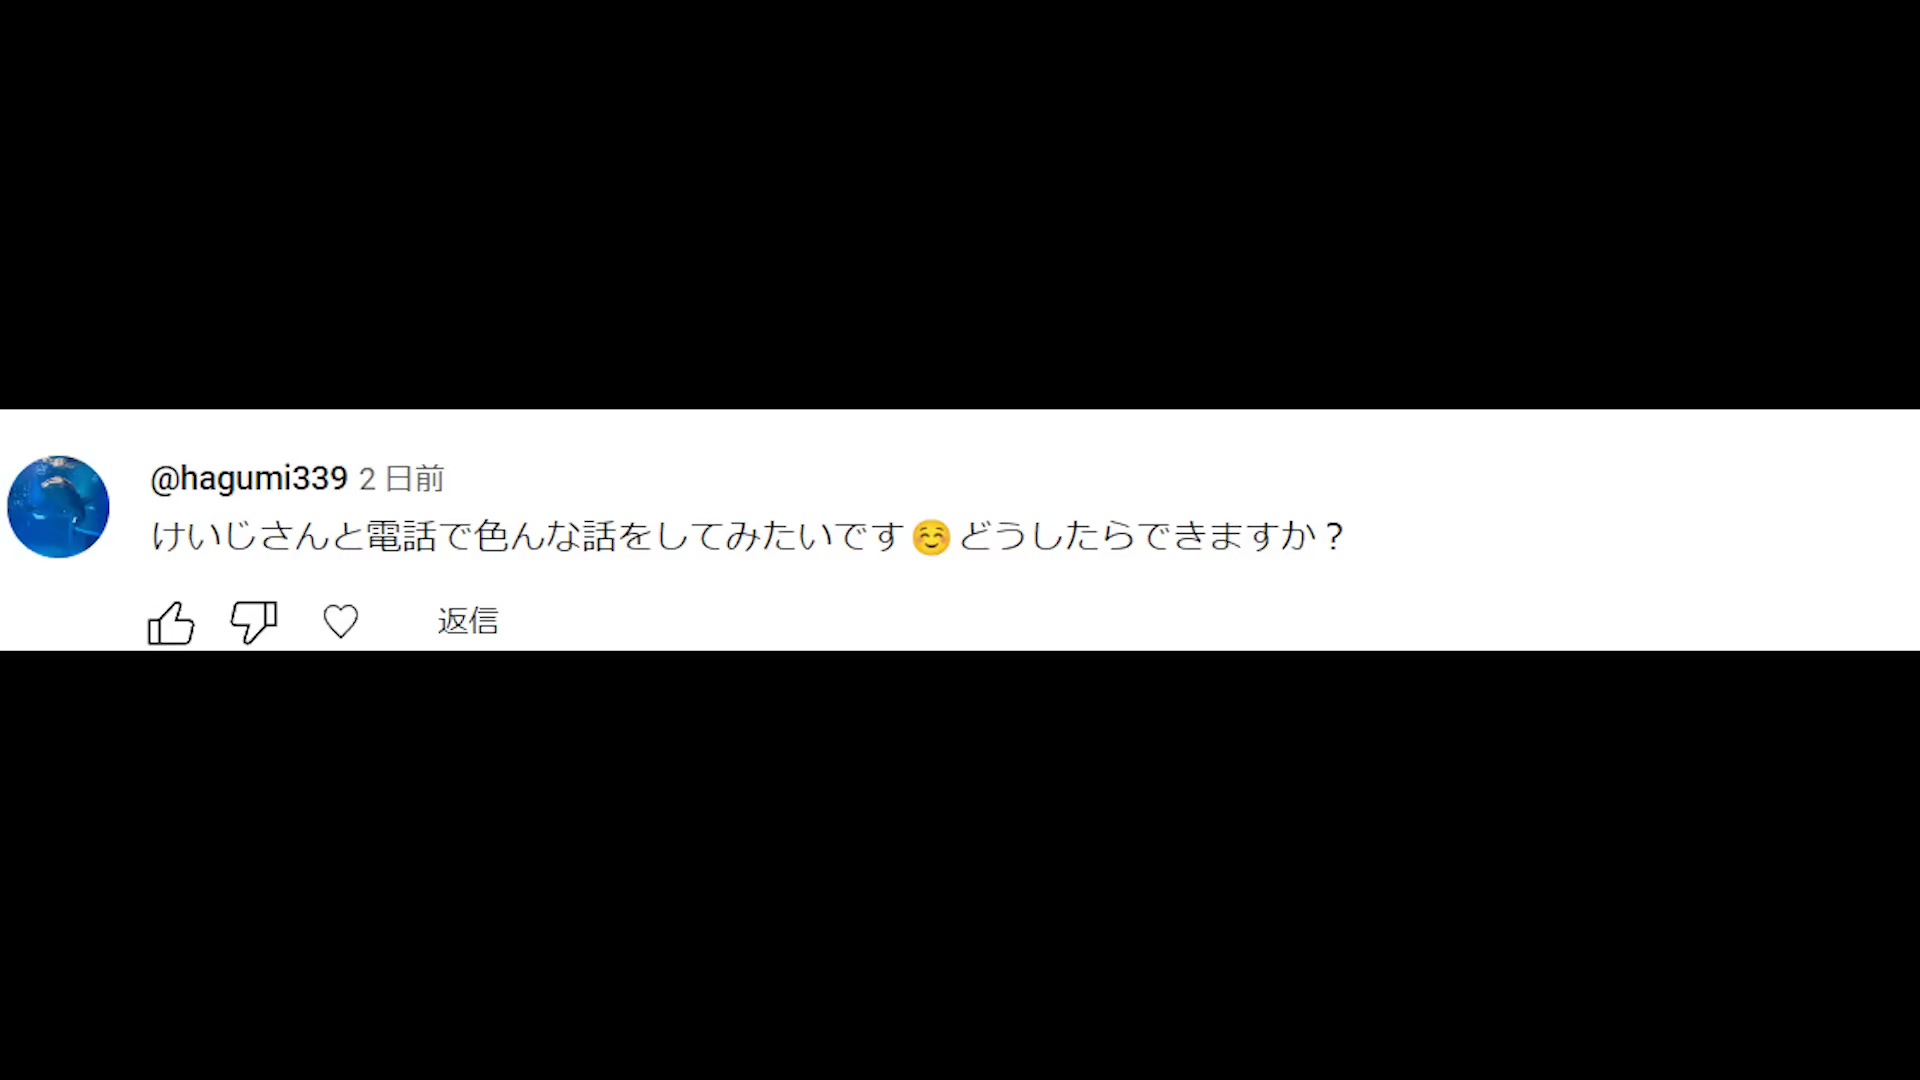 @hagumi339 2 日前
けいじさんと電話で色んな話をしてみたいです☺️どうしたらできますか？
返信